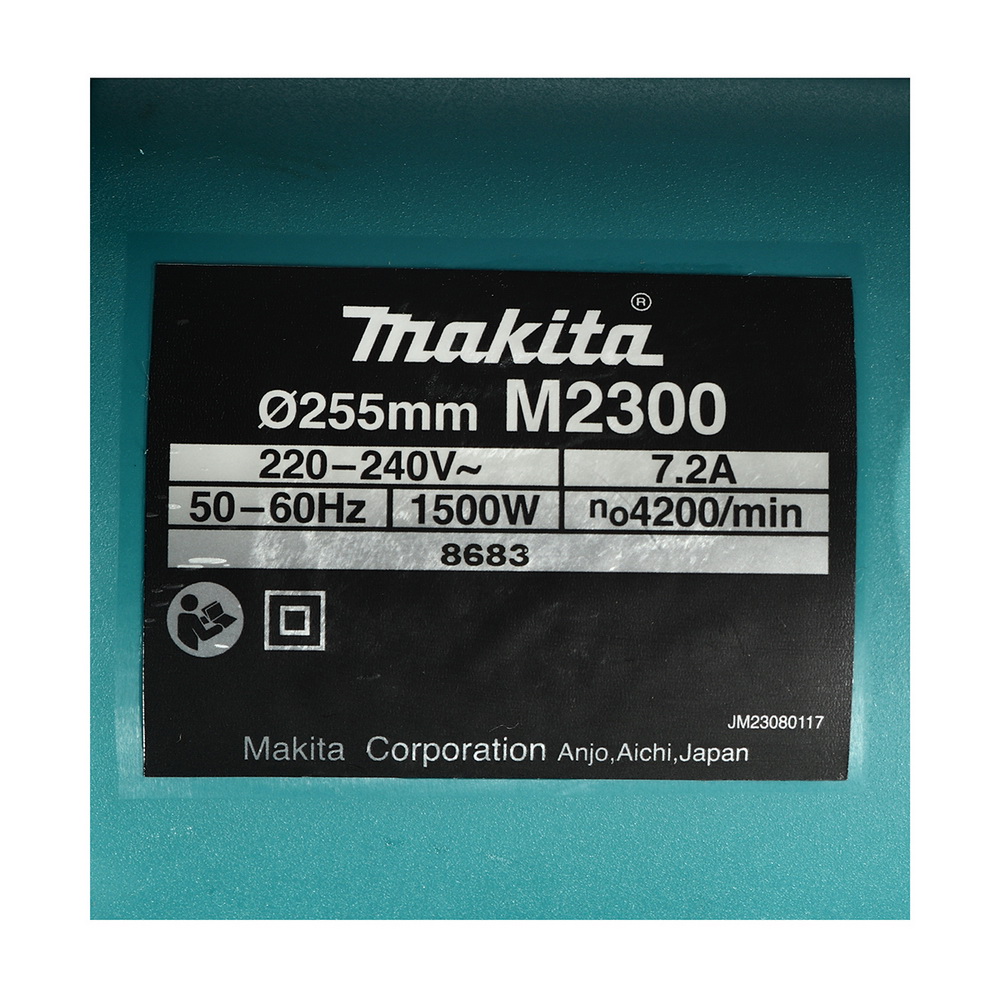 makita®
Ø255mm M2300
220–240V~ 7.2A
50–60Hz 1500W no4200/min
8683
JM23080117
Makita Corporation Anjo,Aichi,Japan